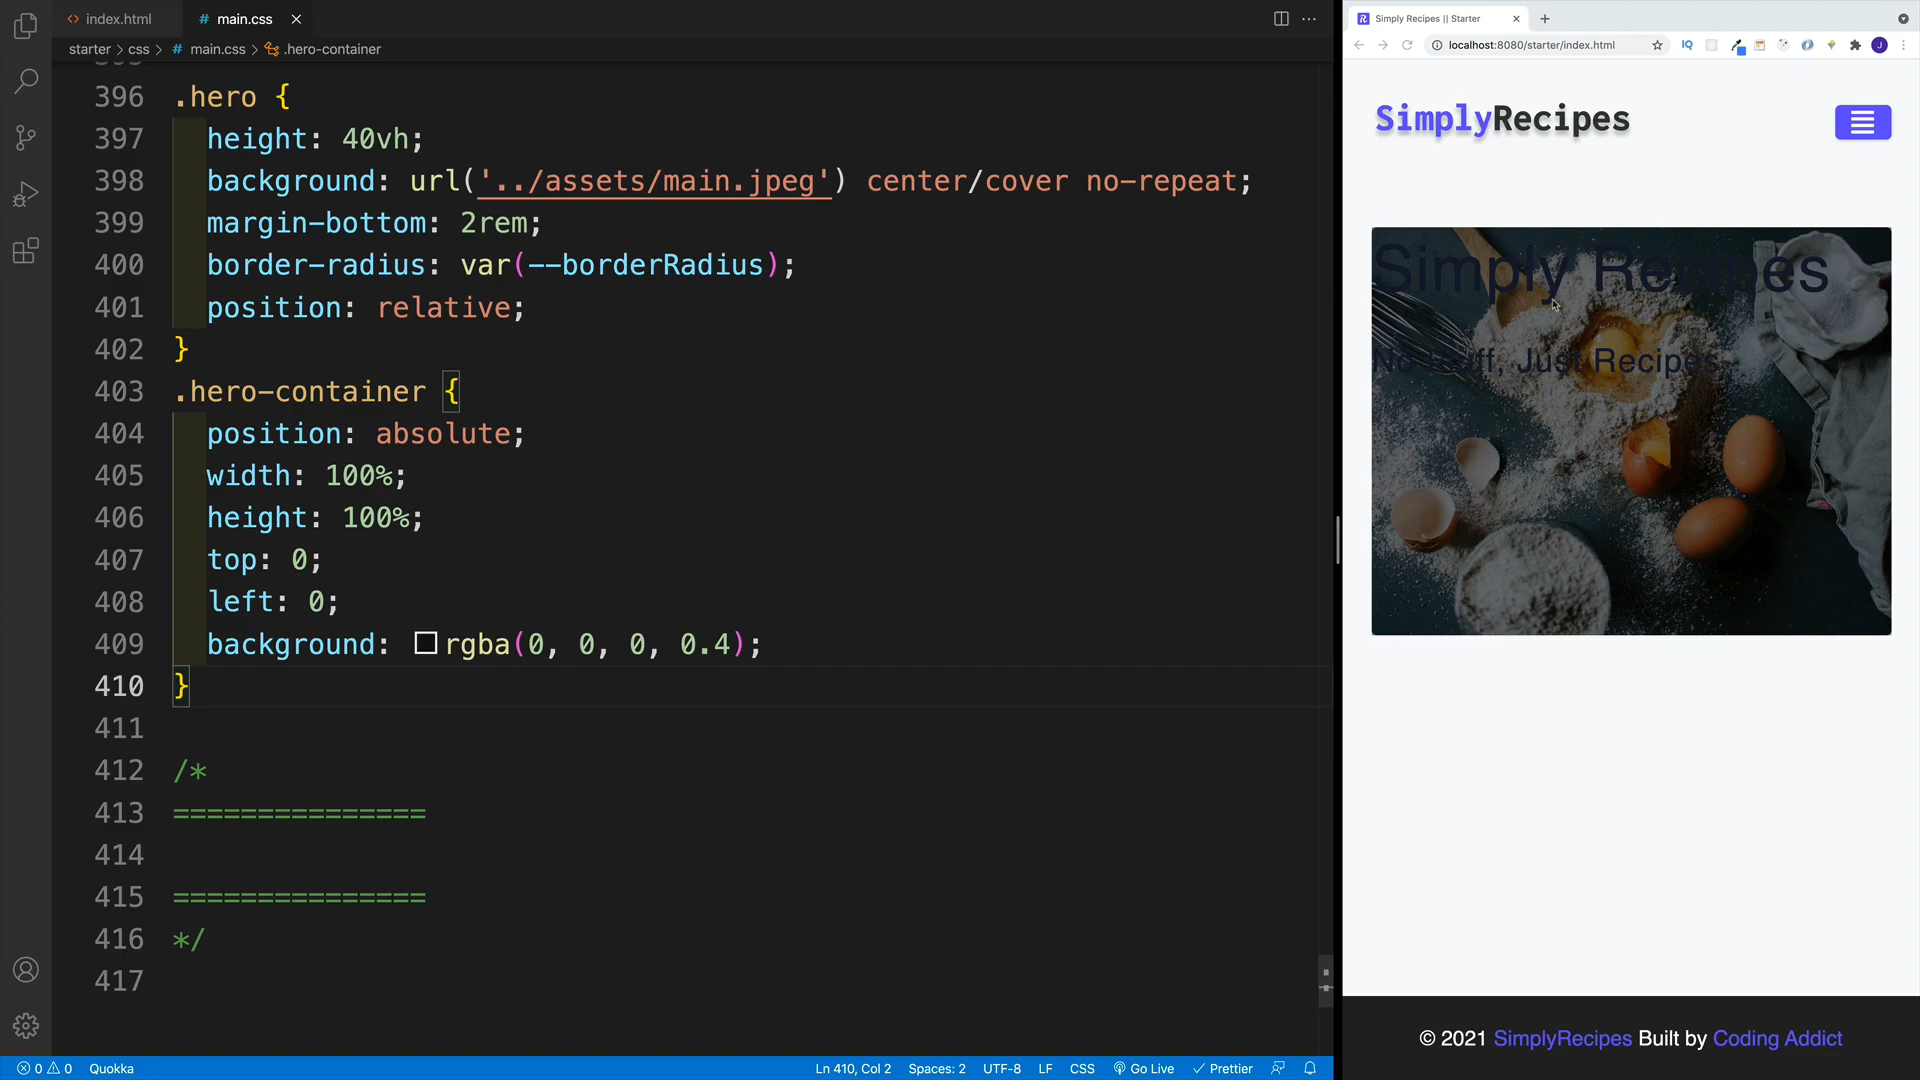 index.html
main.css
starter > css > # main.css > .hero-container
395
396 .hero {
397 height: 40vh;
398 background: url('../assets/main.jpeg') center/cover no-repeat;
399 margin-bottom: 2rem;
400 border-radius: var(--borderRadius);
401 position: relative;
402 }
403 .hero-container {
404 position: absolute;
405 width: 100%;
406 height: 100%;
407 top: 0;
408 left: 0;
409 background: rgba(0, 0, 0, 0.4);
410 }
411
412 /*
413 ===============
414
415 ===============
416 */
417
0 0 Quokka
Ln 410, Col 2 Spaces: 2 UTF-8 LF CSS Go Live Prettier
Simply Recipes || Starter
localhost:8080/starter/index.html
IQ
J
SimplyRecipes
Simply Recipes
No Fluff, Just Recipes
© 2021 SimplyRecipes Built by Coding Addict